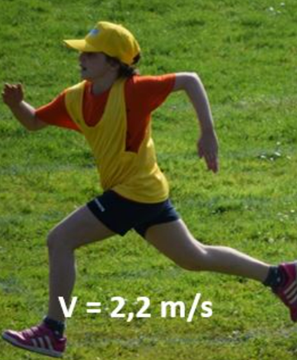 V = 2,2 m/s